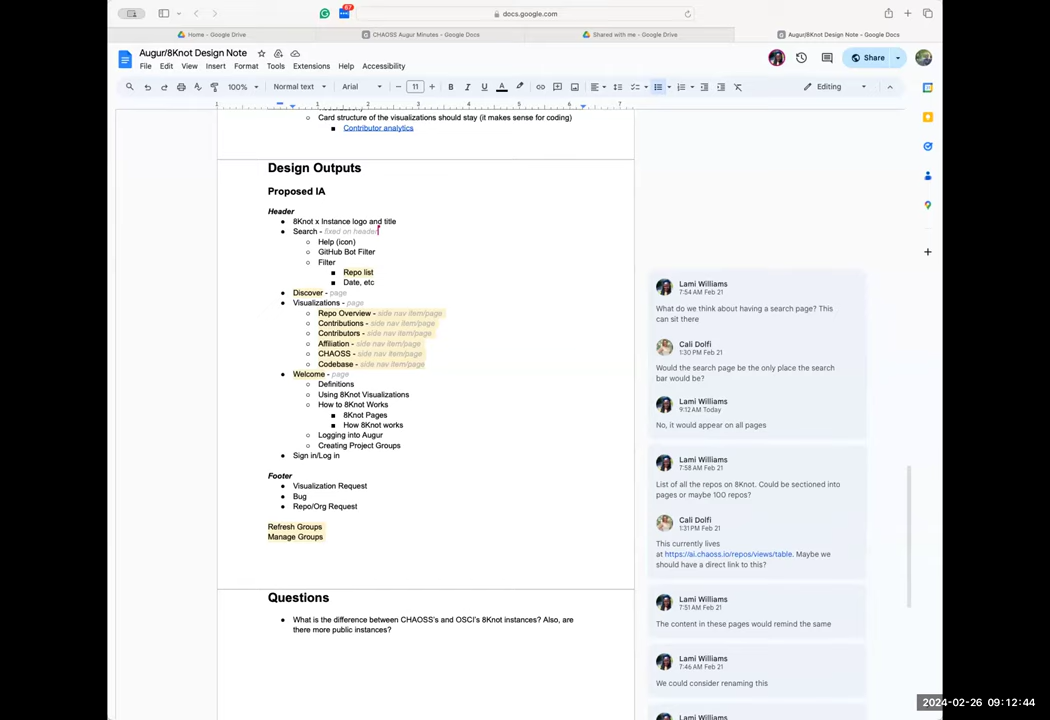 67
docs.google.com
Home - Google Drive
CHAOSS Augur Minutes - Google Docs
Shared with me - Google Drive
Augur/8Knot Design Note - Google Docs
Augur/8Knot Design Note
File Edit View Insert Format Tools Extensions Help Accessibility
Share
100% Normal text Arial 11 Editing
1 1 2 3 4 5 6 7
Card structure of the visualizations should stay (it makes sense for coding)
Contributor analytics
Design Outputs
Proposed IA
Header
8Knot x Instance logo and title
Search - fixed on header
Help (icon)
GitHub Bot Filter
Filter
Repo list
Date, etc
Discover - page
Visualizations - page
Repo Overview - side nav item/page
Contributions - side nav item/page
Contributors - side nav item/page
Affiliation - side nav item/page
CHAOSS - side nav item/page
Codebase - side nav item/page
Welcome - page
Definitions
Using 8Knot Visualizations
How to 8Knot Works
8Knot Pages
How 8Knot works
Logging into Augur
Creating Project Groups
Sign in/Log in
Footer
Visualization Request
Bug
Repo/Org Request
Refresh Groups
Manage Groups
Questions
What is the difference between CHAOSS's and OSCI's 8Knot instances? Also, are
there more public instances?
Lami Williams
7:54 AM Feb 21
What do we think about having a search page? This
can sit there
Cali Dolfi
1:30 PM Feb 21
Would the search page be the only place the search
bar would be?
Lami Williams
9:12 AM Today
No, it would appear on all pages
Lami Williams
7:58 AM Feb 21
List of all the repos on 8Knot. Could be sectioned into
pages or maybe 100 repos?
Cali Dolfi
1:31 PM Feb 21
This currently lives
at https://ai.chaoss.io/repos/views/table. Maybe we
should have a direct link to this?
Lami Williams
7:51 AM Feb 21
The content in these pages would remind the same
Lami Williams
7:46 AM Feb 21
We could consider renaming this
Lami Williams
2024-02-26 09:12:44